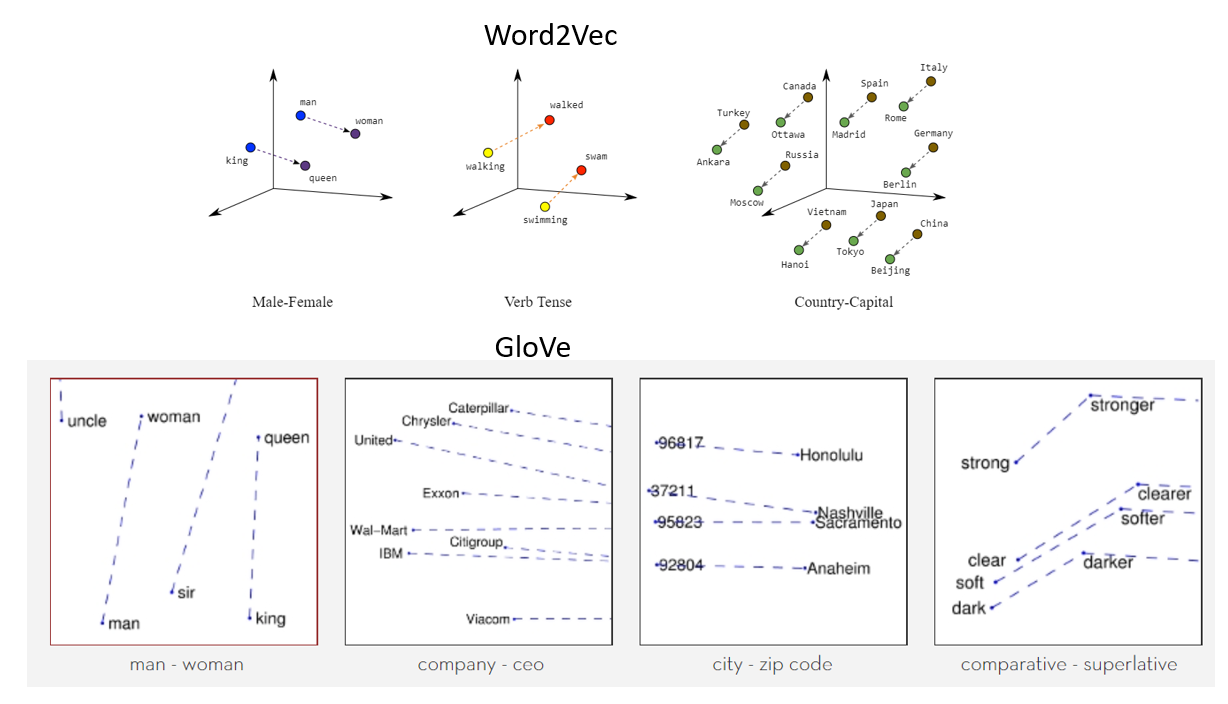 Word2Vec
man
woman
king
queen
Male-Female
walked
walking
swam
swimming
Verb Tense
Italy
Canada
Spain
Rome
Turkey
Ottawa
Madrid
Germany
Ankara
Russia
Berlin
Moscow
Vietnam
Japan
China
Tokyo
Hanoi
Beijing
Country-Capital
GloVe
uncle
woman
queen
sir
man
king
man - woman
Caterpillar
Chrysler
United
Exxon
Wal-Mart
Citigroup
IBM
Viacom
company - ceo
96817
Honolulu
37211
Nashville
95823
Sacramento
92804
Anaheim
city - zip code
stronger
strong
clearer
softer
clear
darker
soft
dark
comparative - superlative